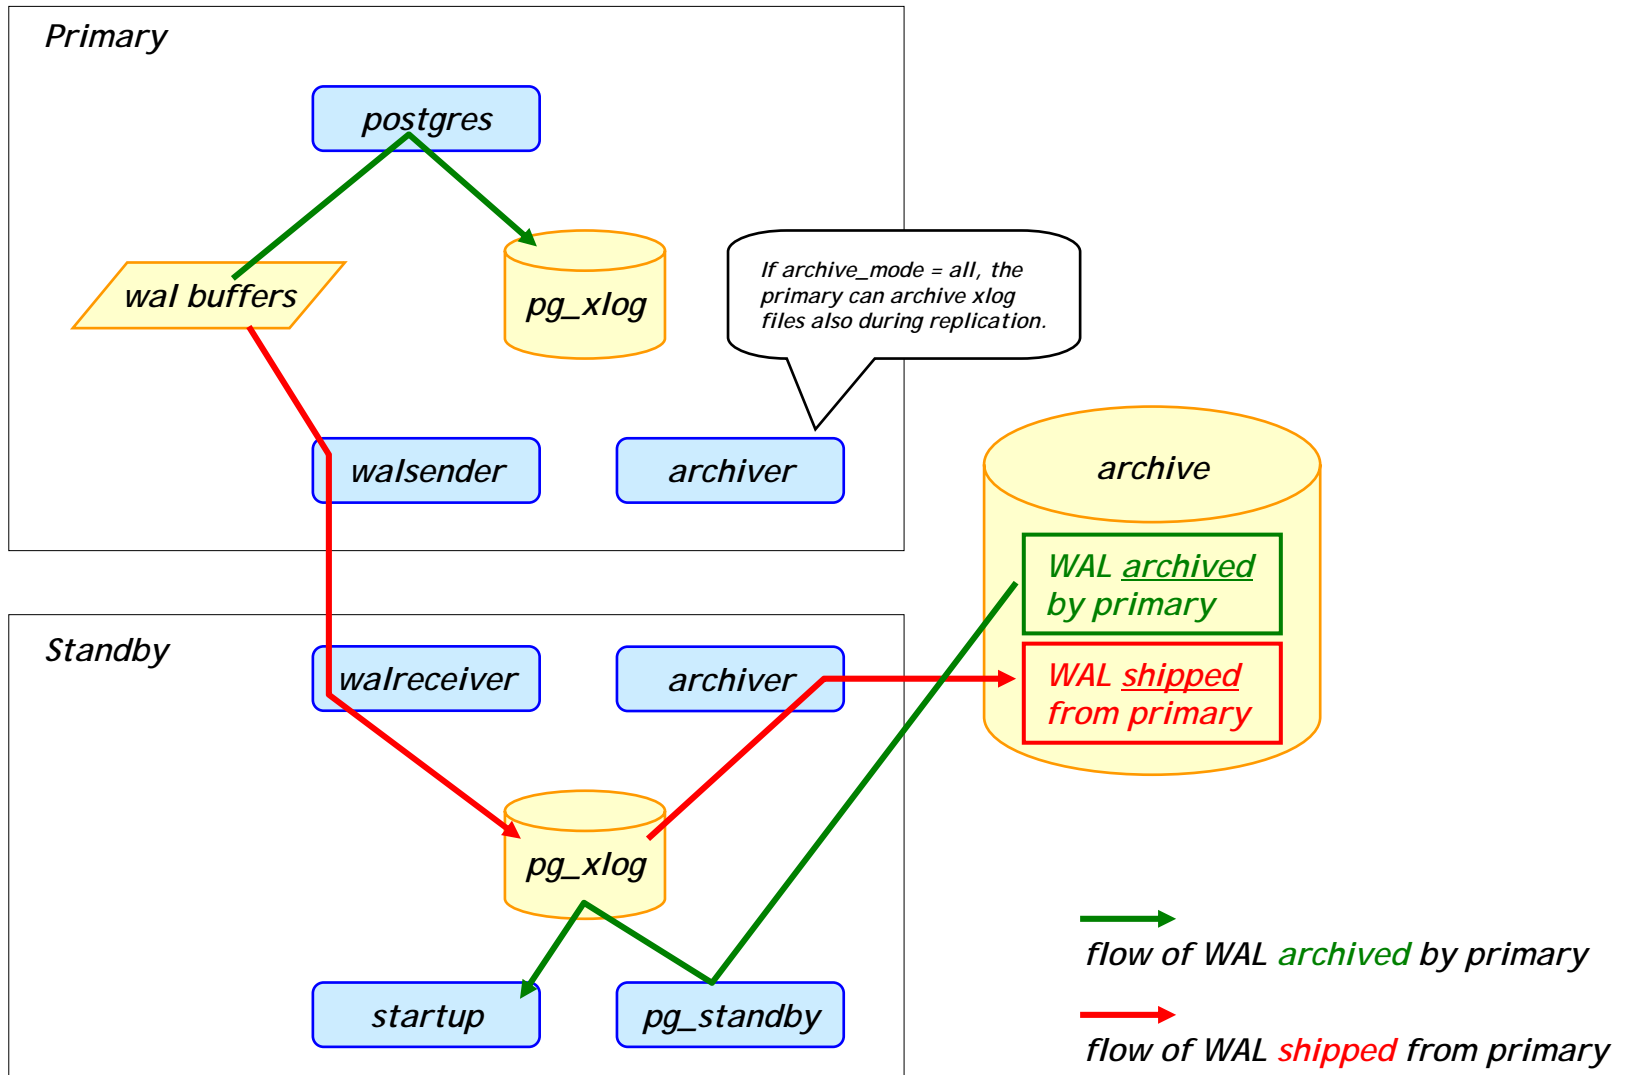 Primary
postgres
wal buffers
pg_xlog
If archive_mode = all, the
primary can archive xlog
files also during replication.
walsender
archiver
archive
WAL archived
by primary
WAL shipped
from primary
Standby
walreceiver
archiver
pg_xlog
startup
pg_standby
flow of WAL archived by primary
flow of WAL shipped from primary